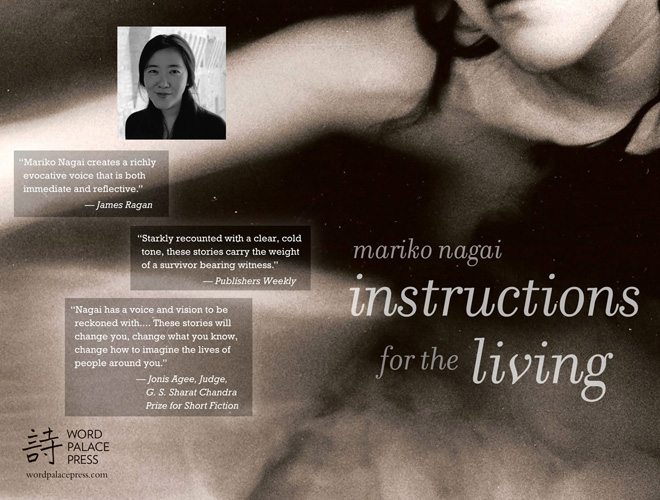 “Mariko Nagai creates a richly
evocative voice that is both
immediate and reflective.”
— James Ragan
“Starkly recounted with a clear, cold
tone, these stories carry the weight
of a survivor bearing witness.”
— Publishers Weekly
“Nagai has a voice and vision to be
reckoned with.... These stories will
change you, change what you know,
change how to imagine the lives of
people around you.”
— Jonis Agee, Judge,
G. S. Sharat Chandra
Prize for Short Fiction
詩
WORD
PALACE
PRESS
wordpalacepress.com
mariko nagai
instructions
for the living